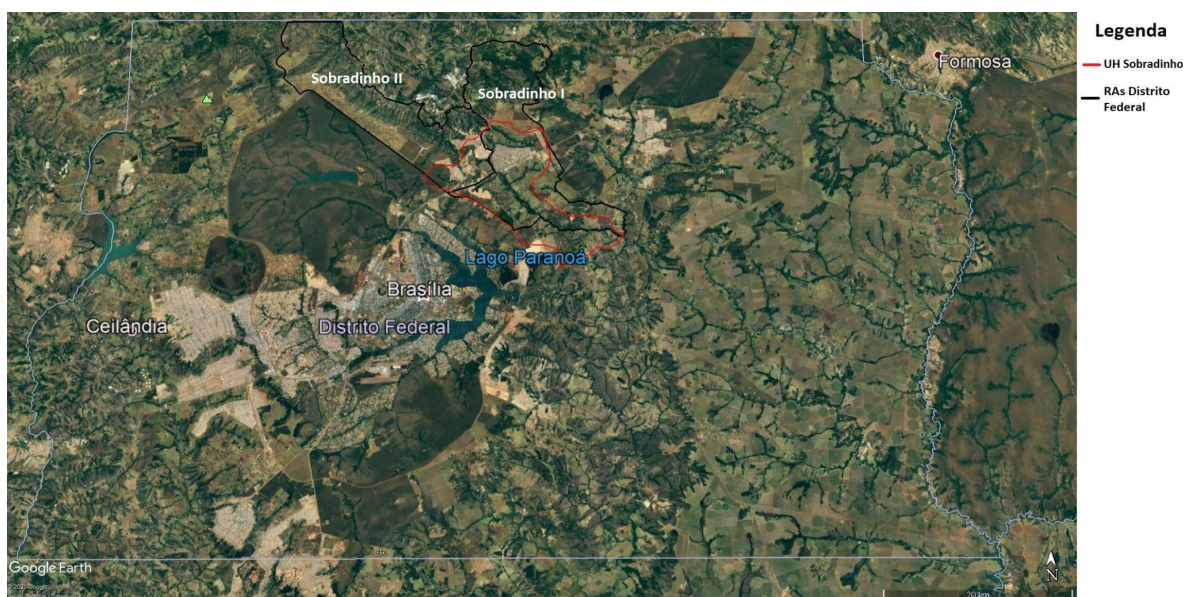 Legenda
UH Sobradinho
RAs Distrito
Federal
Formosa
Sobradinho II
Sobradinho I
Lago Paranoá
Brasília
Ceilândia
Distrito Federal
Google Earth
N